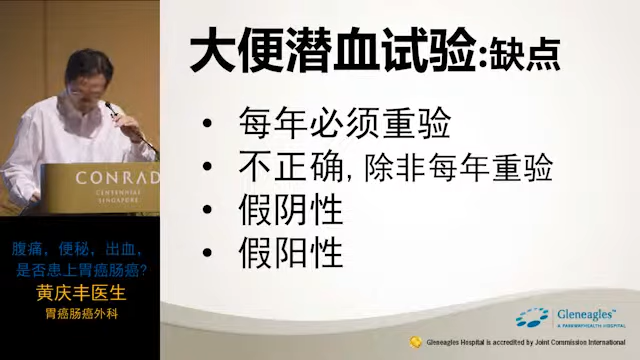 大便潜血试验:缺点
• 每年必须重验
• 不正确, 除非每年重验
• 假阴性
• 假阳性
CONRAD
CENTENNIAL
SINGAPORE
腹痛，便秘，出血，
是否患上胃癌肠癌?
黄庆丰医生
胃癌肠癌外科
Gleneagles™
A PARKWAYHEALTH HOSPITAL
Gleneagles Hospital is accredited by Joint Commission International